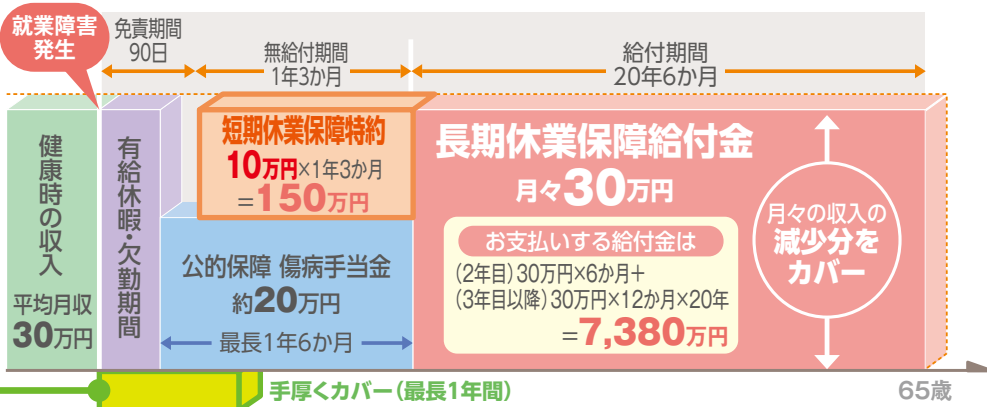 就業障害
発生
免責期間
90日
無給付期間
1年3か月
給付期間
20年6か月
健康時の収入
平均月収
30万円
有給休暇・欠勤期間
短期休業保障特約
10万円×1年3か月
=150万円
公的保障 傷病手当金
約20万円
最長1年6か月
長期休業保障給付金
月々30万円
お支払いする給付金は
(2年目)30万円×6か月+
(3年目以降)30万円×12か月×20年
=7,380万円
月々の収入の
減少分を
カバー
手厚くカバー(最長1年間)
65歳